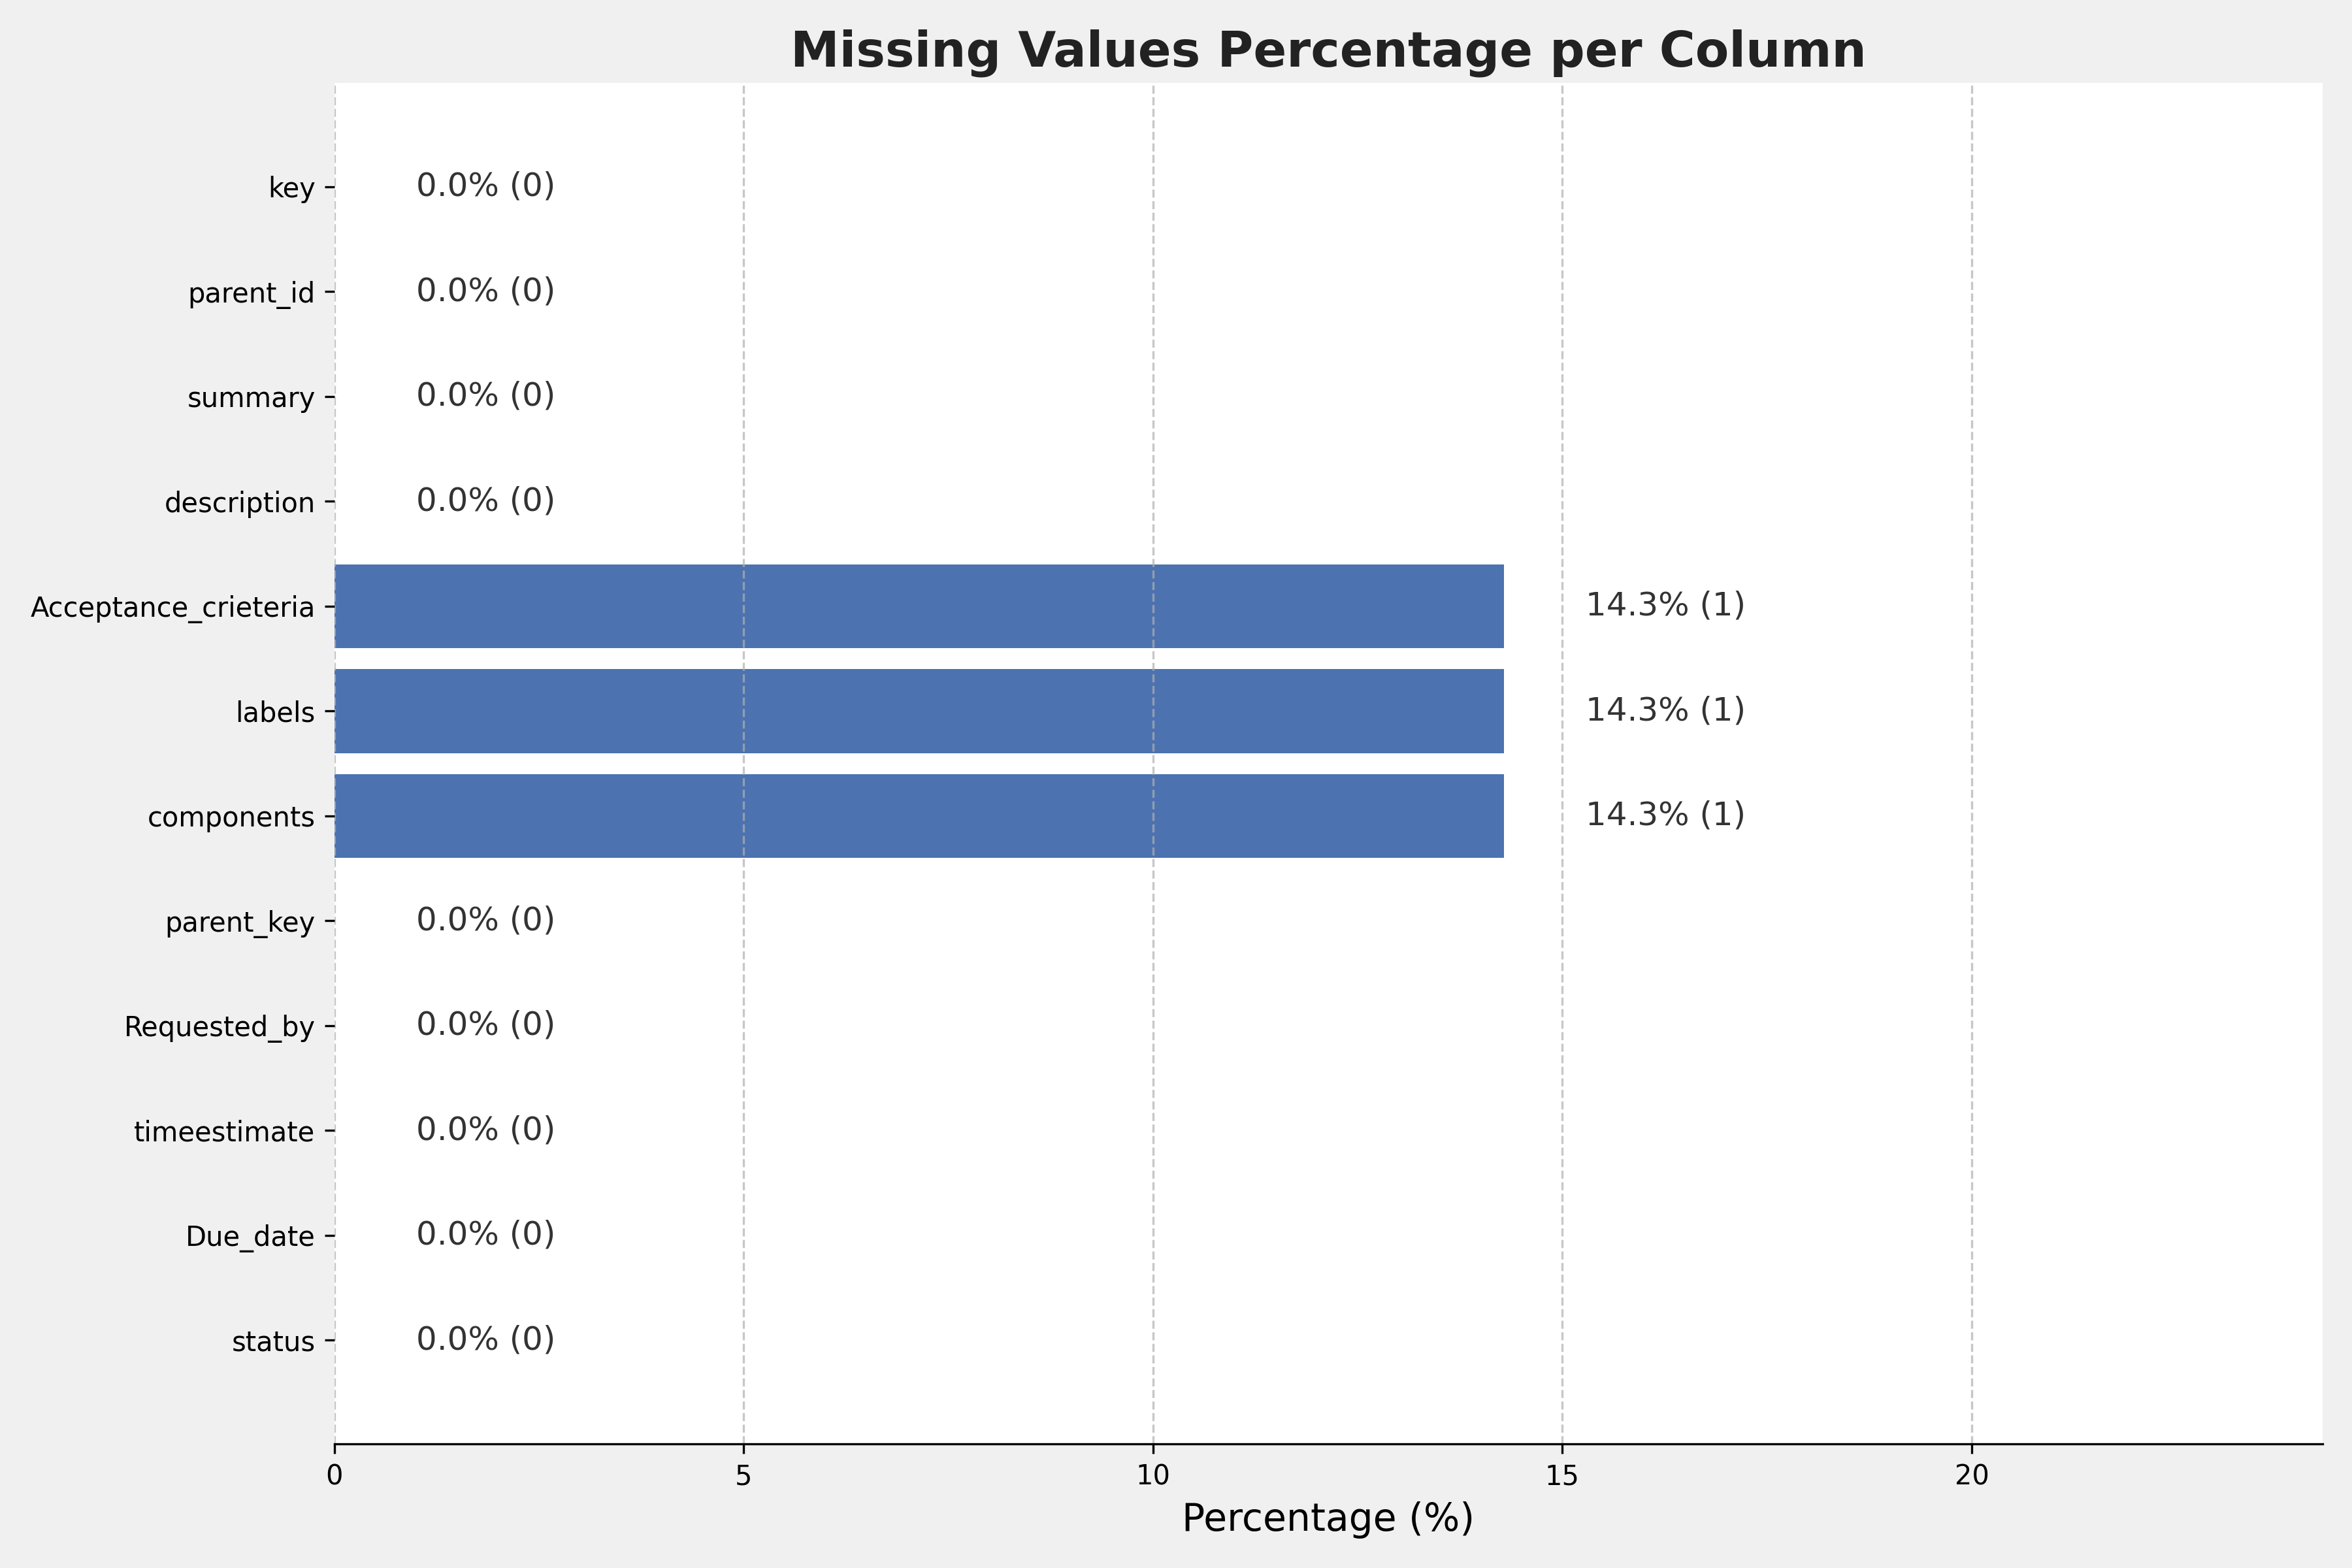 Missing Values Percentage per Column
key 0.0% (0)
parent_id 0.0% (0)
summary 0.0% (0)
description 0.0% (0)
Acceptance_crieteria 14.3% (1)
labels 14.3% (1)
components 14.3% (1)
parent_key 0.0% (0)
Requested_by 0.0% (0)
timeestimate 0.0% (0)
Due_date 0.0% (0)
status 0.0% (0)
0 5 10 15 20
Percentage (%)